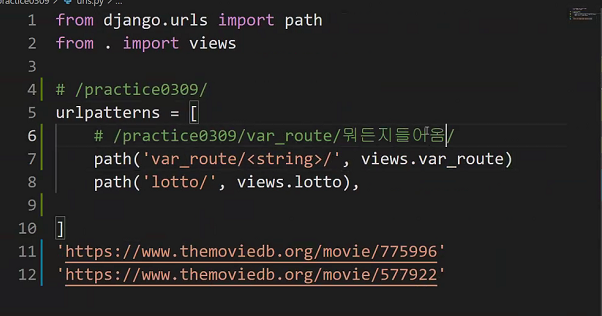 practice0309 > urls.py > ...
1 from django.urls import path
2 from . import views
3
4 # /practice0309/
5 urlpatterns = [
6 # /practice0309/var_route/뭐든지들어옴/
7 path('var_route/<string>/', views.var_route)
8 path('lotto/', views.lotto),
9
10 ]
11 'https://www.themoviedb.org/movie/775996'
12 'https://www.themoviedb.org/movie/577922'